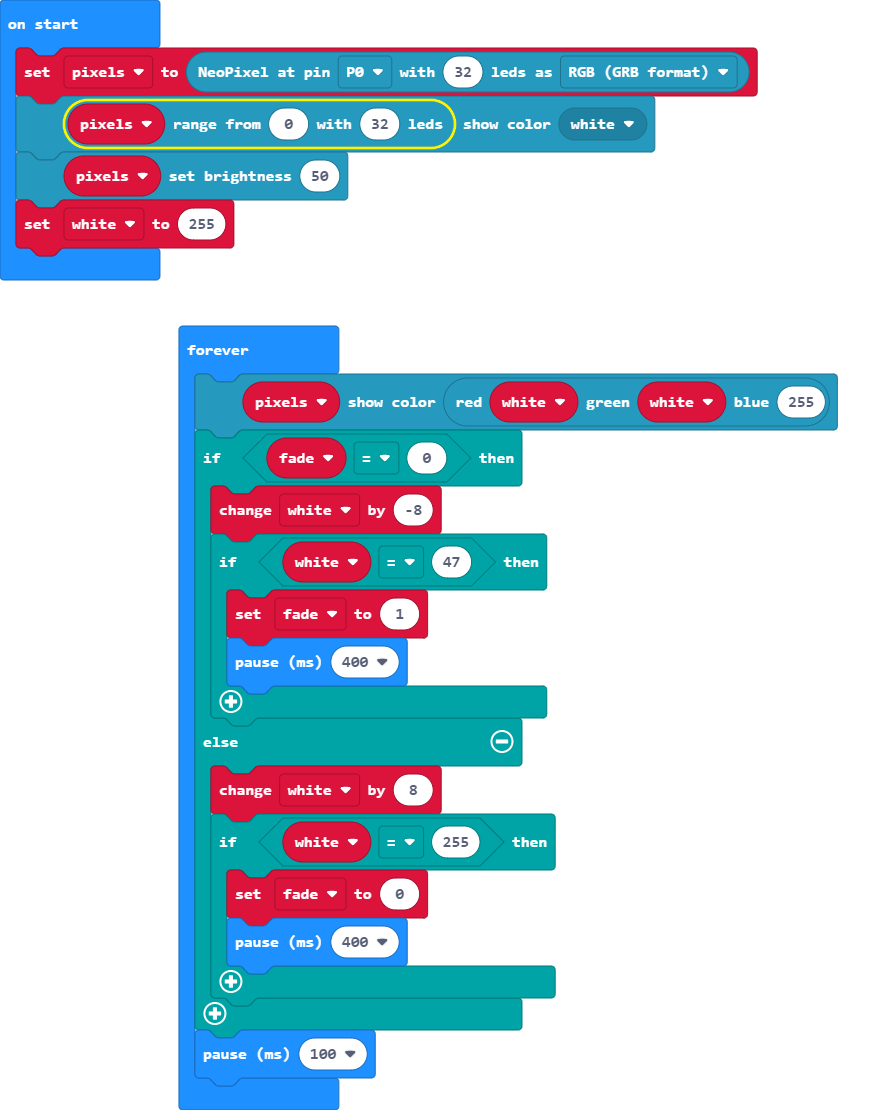 on start
set pixels to NeoPixel at pin P0 with 32 leds as RGB (GRB format)
pixels range from 0 with 32 leds show color white
pixels set brightness 50
set white to 255
forever
pixels show color red white green white blue 255
if fade = 0 then
change white by -8
if white = 47 then
set fade to 1
pause (ms) 400
else
change white by 8
if white = 255 then
set fade to 0
pause (ms) 400
pause (ms) 100